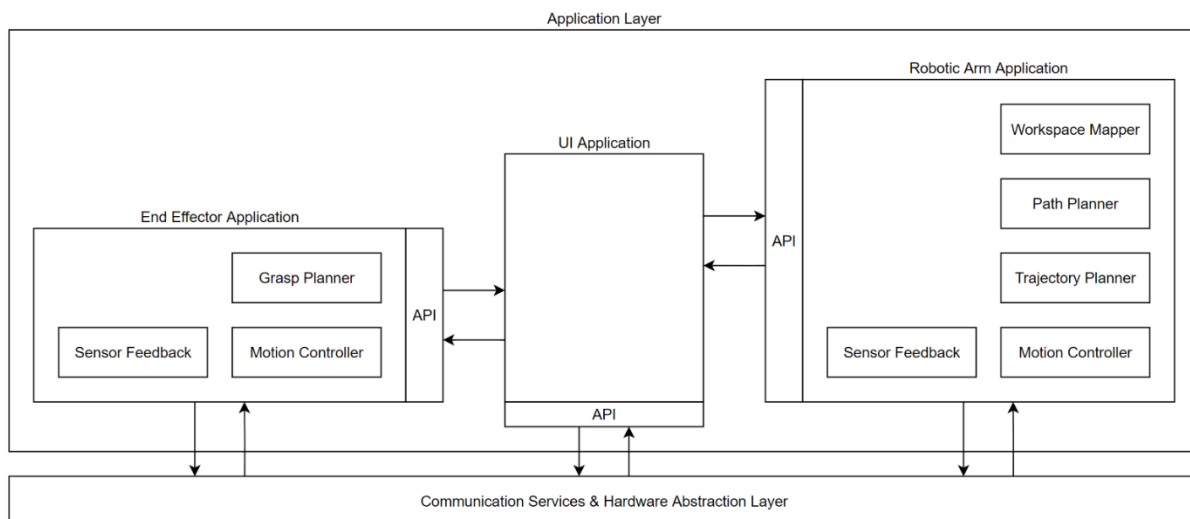 Application Layer
Robotic Arm Application
Workspace Mapper
UI Application
Path Planner
End Effector Application
API
Grasp Planner
Trajectory Planner
API
Sensor Feedback
Motion Controller
Sensor Feedback
Motion Controller
API
Communication Services & Hardware Abstraction Layer